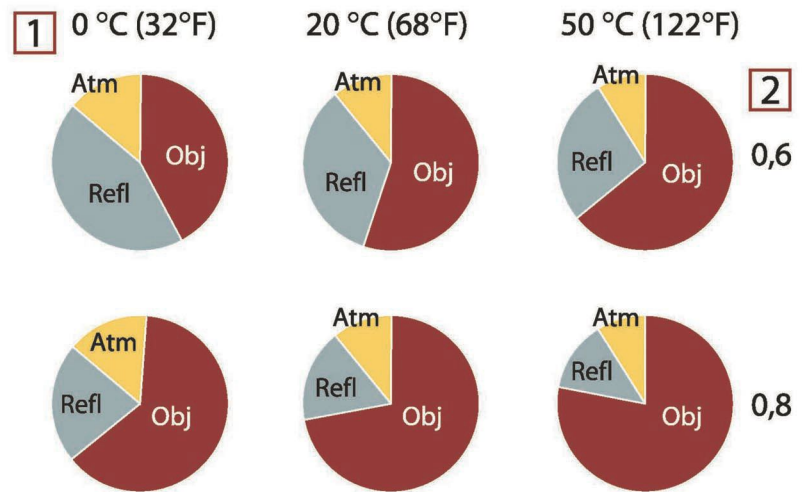 1 0 °C (32°F) 20 °C (68°F) 50 °C (122°F)
2
Atm Atm Atm
0,6
Obj Obj Obj
Refl Refl Refl
Atm Atm Atm
Refl Refl Refl
Obj Obj Obj
0,8